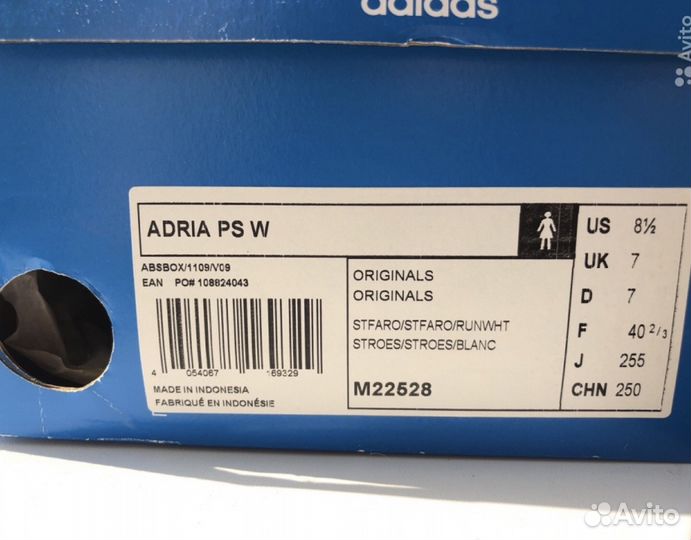 adidas
Avito
ADRIA PS W
ABSBOX/1109/V09
EAN PO# 108824043
4 054067 169329
MADE IN INDONESIA
FABRIQUÉ EN INDONÉSIE
ORIGINALS
ORIGINALS
STFARO/STFARO/RUNWHT
STROES/STROES/BLANC
M22528
US 8½
UK 7
D 7
F 40 2/3
J 255
CHN 250
Avito